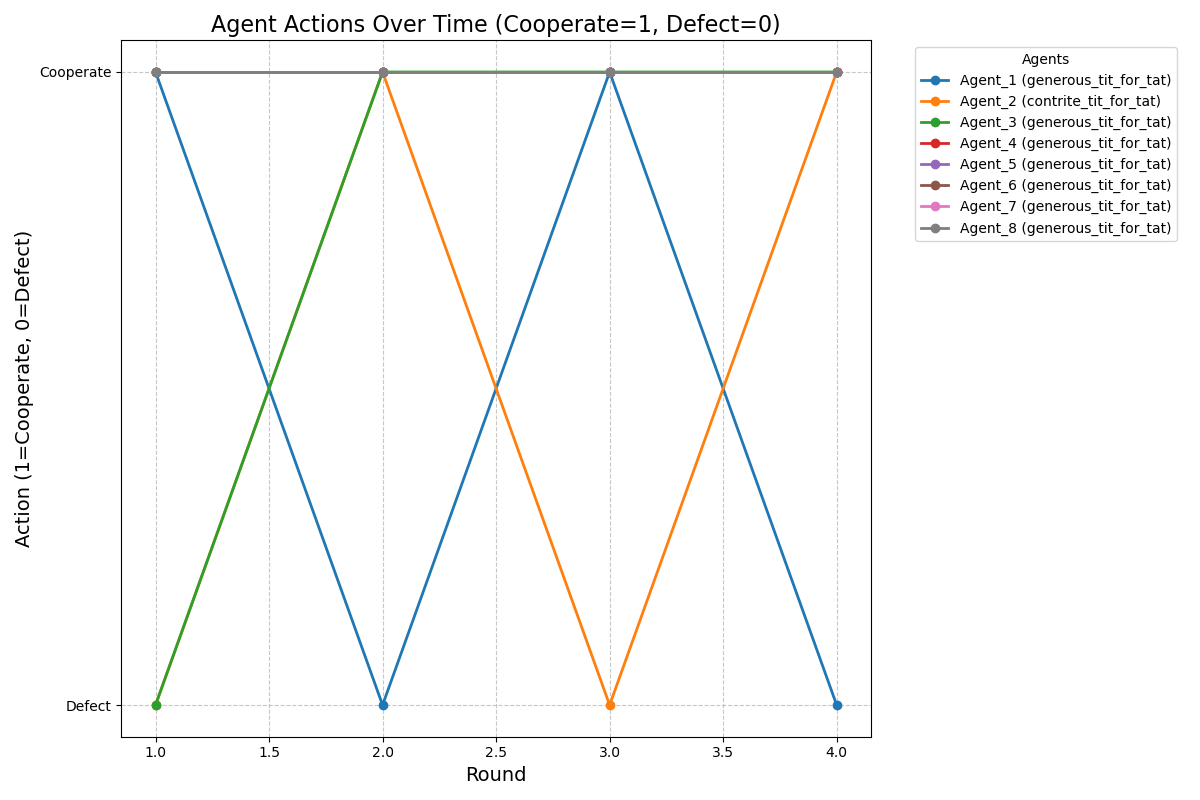 Agent Actions Over Time (Cooperate=1, Defect=0)
Action (1=Cooperate, 0=Defect)
Cooperate
Defect
1.0 1.5 2.0 2.5 3.0 3.5 4.0
Round
Agents
Agent_1 (generous_tit_for_tat)
Agent_2 (contrite_tit_for_tat)
Agent_3 (generous_tit_for_tat)
Agent_4 (generous_tit_for_tat)
Agent_5 (generous_tit_for_tat)
Agent_6 (generous_tit_for_tat)
Agent_7 (generous_tit_for_tat)
Agent_8 (generous_tit_for_tat)